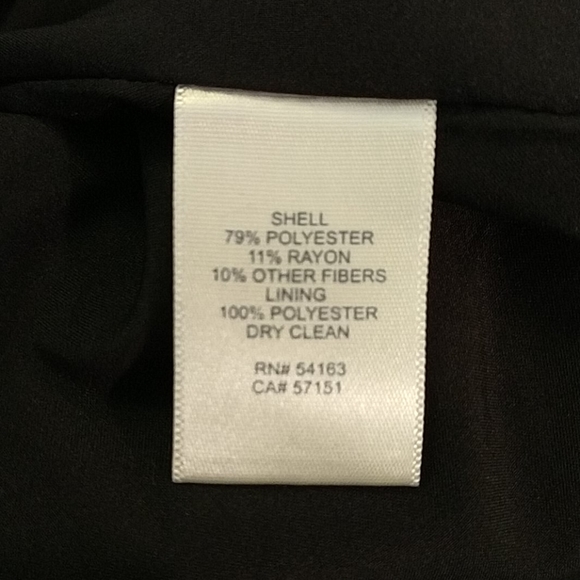 SHELL
79% POLYESTER
11% RAYON
10% OTHER FIBERS
LINING
100% POLYESTER
DRY CLEAN
RN# 54163
CA# 57151